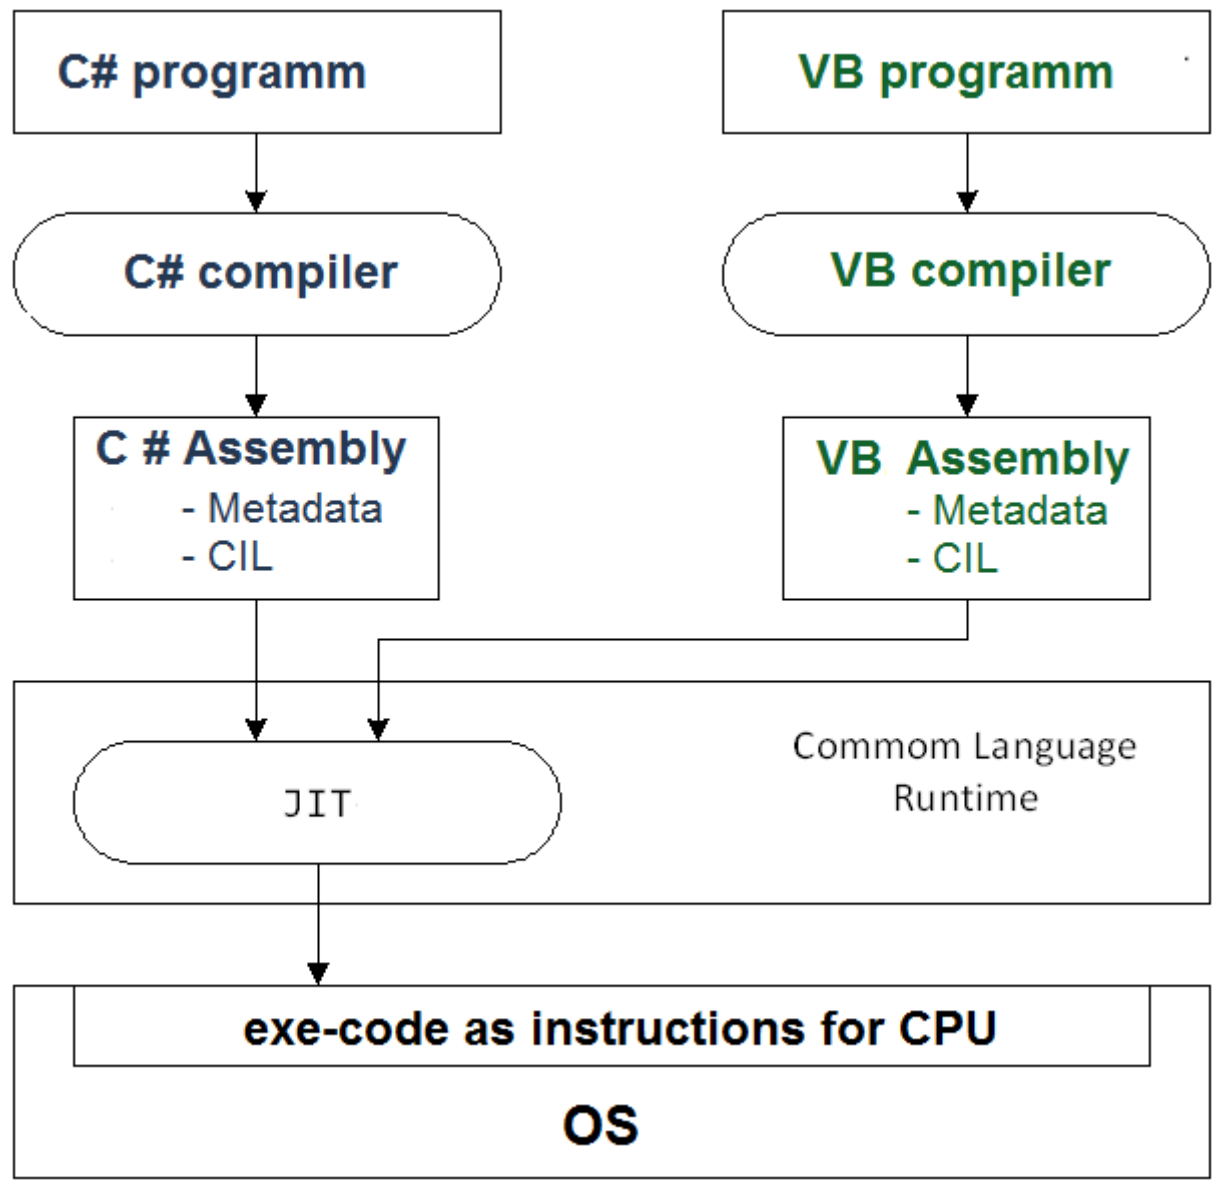 C# programm
VB programm
C# compiler
VB compiler
C # Assembly
- Metadata
- CIL
VB Assembly
- Metadata
- CIL
JIT
Commom Language
Runtime
exe-code as instructions for CPU
OS